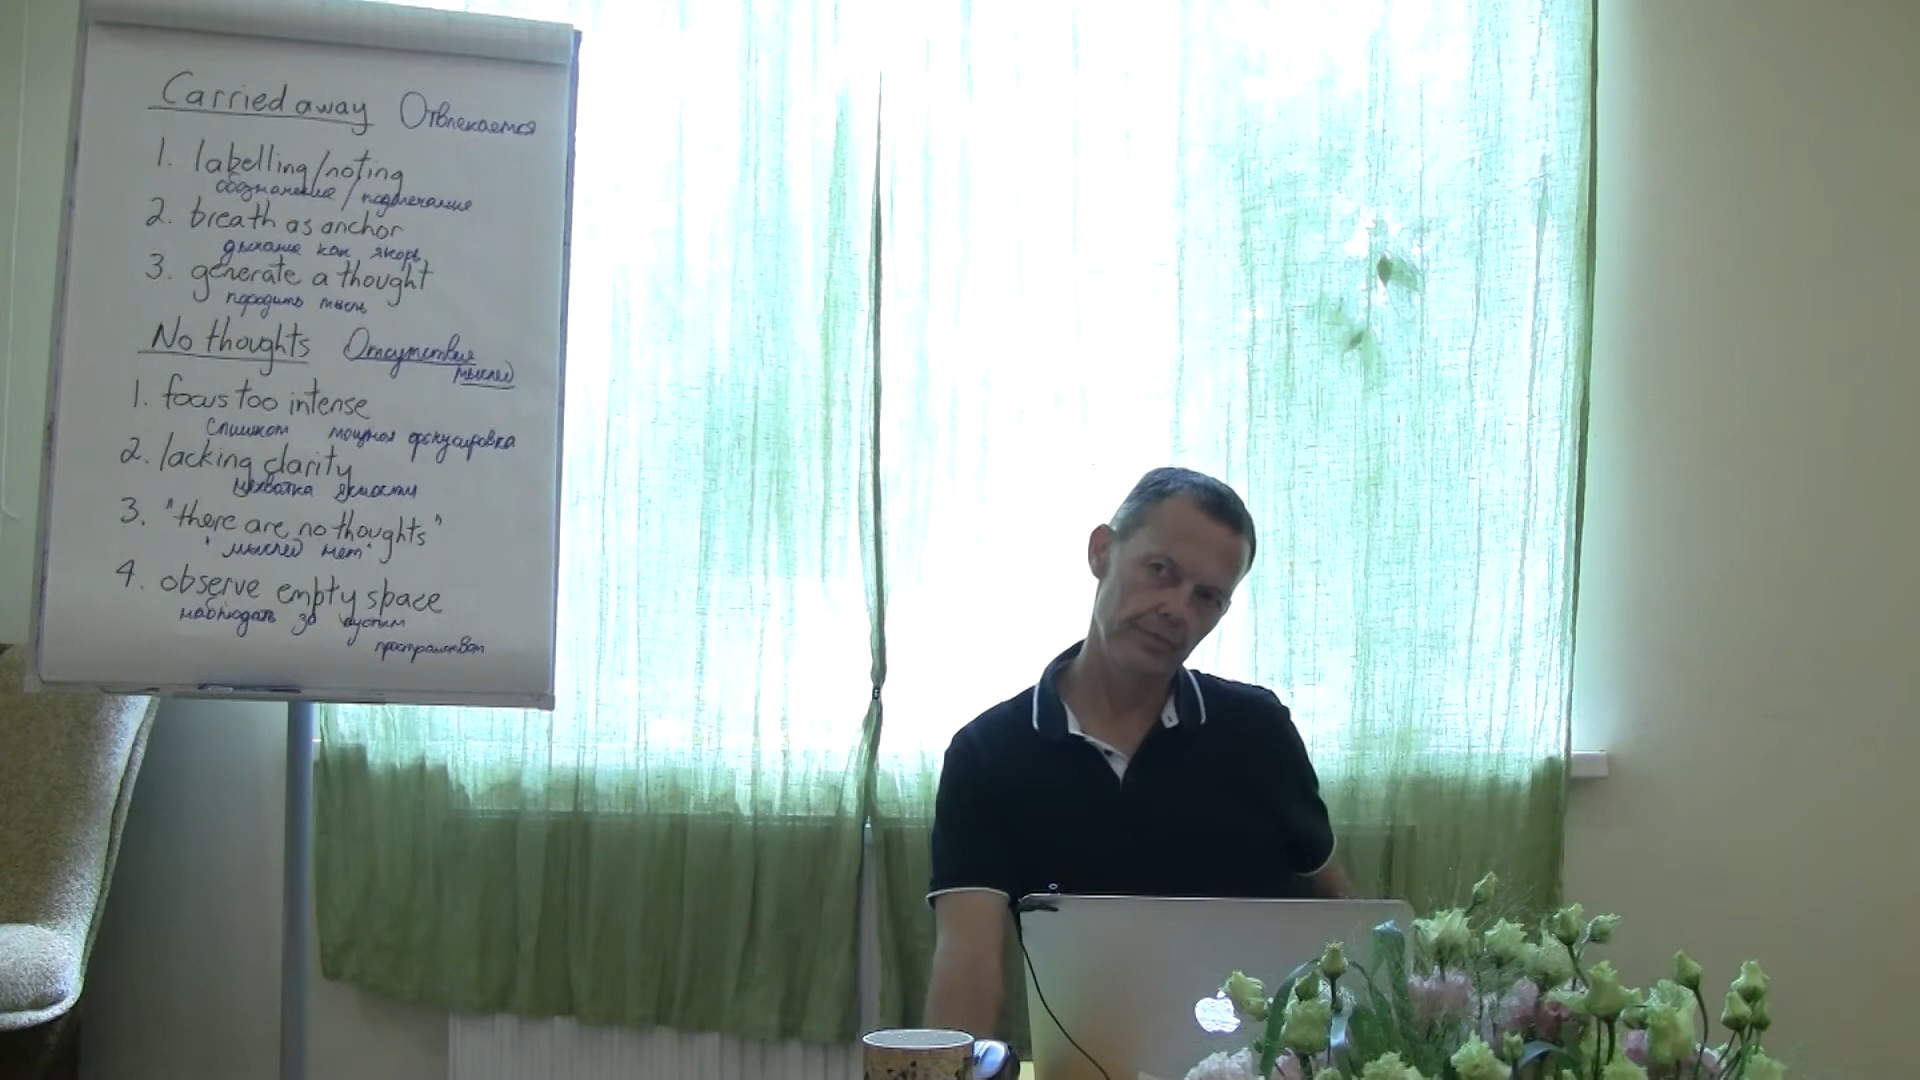 Carried away Отвлекается
1. labelling/noting
обозначение /
2. breath as anchor
дыхание как якорь
3. generate a thought
породить мысль
No thoughts Отсутствие
мыслей
1. focus too intense
слишком мощная фокусировка
2. lacking clarity
нехватка ясности
3. "there are no thoughts"
"мыслей нет"
4. observe empty space
наблюдать за пустым
пространством